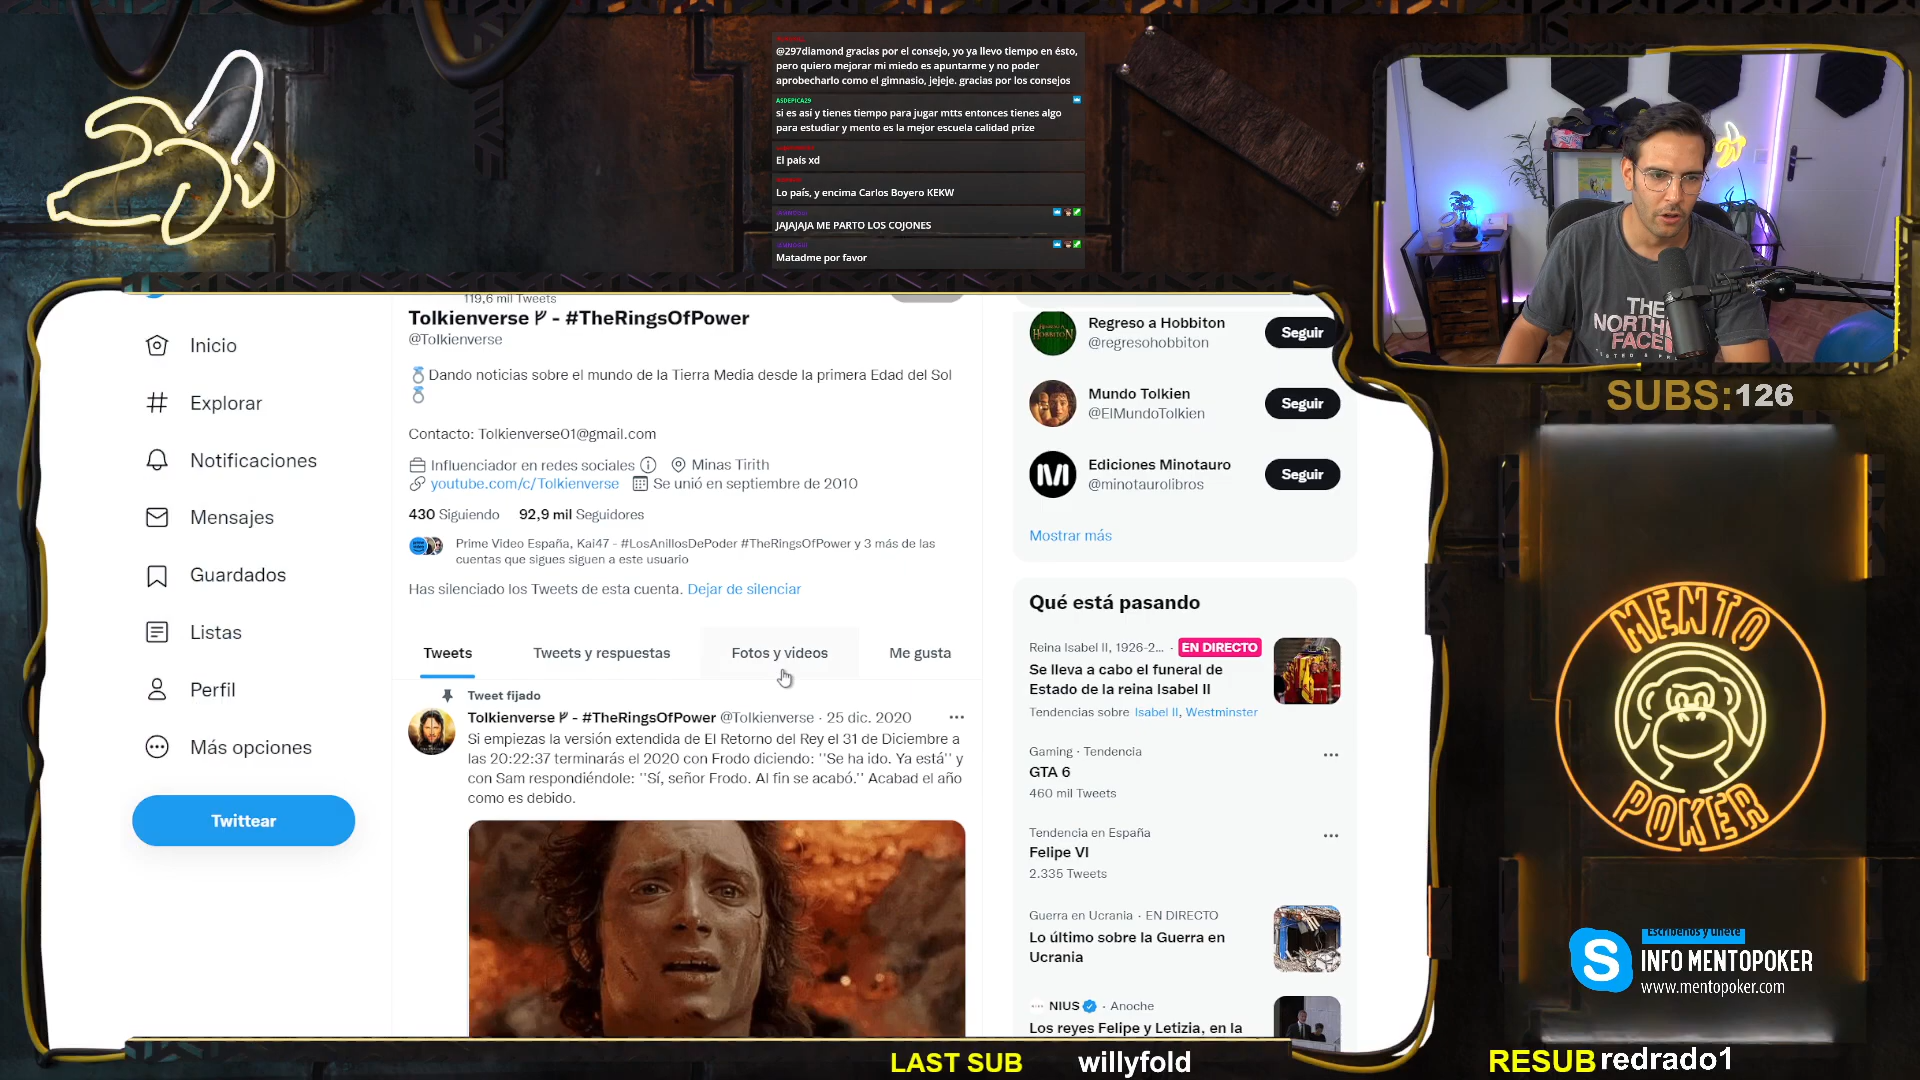 @297diamond gracias por el consejo, yo ya llevo tiempo en ésto,
pero quiero mejorar mi miedo es apuntarme y no poder
aprobecharlo como el gimnasio, jejeje. gracias por los consejos
ASDEPICA29
si es así y tienes tiempo para jugar mtts entonces tienes algo
para estudiar y mento es la mejor escuela calidad prize
El país xd
Lo país, y encima Carlos Boyero KEKW
JAJAJAJA ME PARTO LOS COJONES
Matadme por favor
THE
NORTH
FACE
SUBS:126
Inicio
Explorar
Notificaciones
Mensajes
Guardados
Listas
Perfil
Más opciones
Twittear
119,6 mil Tweets
Tolkienverse - #TheRingsOfPower
@Tolkienverse
Dando noticias sobre el mundo de la Tierra Media desde la primera Edad del Sol
Contacto: Tolkienverse01@gmail.com
Influenciador en redes sociales Minas Tirith
youtube.com/c/Tolkienverse Se unió en septiembre de 2010
430 Siguiendo 92,9 mil Seguidores
Prime Video España, Kai47 - #LosAnillosDePoder #TheRingsOfPower y 3 más de las
cuentas que sigues siguen a este usuario
Has silenciado los Tweets de esta cuenta. Dejar de silenciar
Tweets Tweets y respuestas Fotos y videos Me gusta
Tweet fijado
Tolkienverse - #TheRingsOfPower @Tolkienverse · 25 dic. 2020
Si empiezas la versión extendida de El Retorno del Rey el 31 de Diciembre a
las 20:22:37 terminarás el 2020 con Frodo diciendo: ''Se ha ido. Ya está'' y
con Sam respondiéndole: ''Sí, señor Frodo. Al fin se acabó.'' Acabad el año
como es debido.
Regreso a Hobbiton
@regresohobbiton
Seguir
Mundo Tolkien
@ElMundoTolkien
Seguir
Ediciones Minotauro
@minotaurolibros
Seguir
Mostrar más
Qué está pasando
Reina Isabel II, 1926-2... · EN DIRECTO
Se lleva a cabo el funeral de
Estado de la reina Isabel II
Tendencias sobre Isabel II, Westminster
Gaming · Tendencia
GTA 6
460 mil Tweets
Tendencia en España
Felipe VI
2.335 Tweets
Guerra en Ucrania · EN DIRECTO
Lo último sobre la Guerra en
Ucrania
NIUS · Anoche
Los reyes Felipe y Letizia, en la
MENTO
POKER
Escríbenos y únete
INFO MENTOPOKER
www.mentopoker.com
LAST SUB willyfold
RESUB redrado1